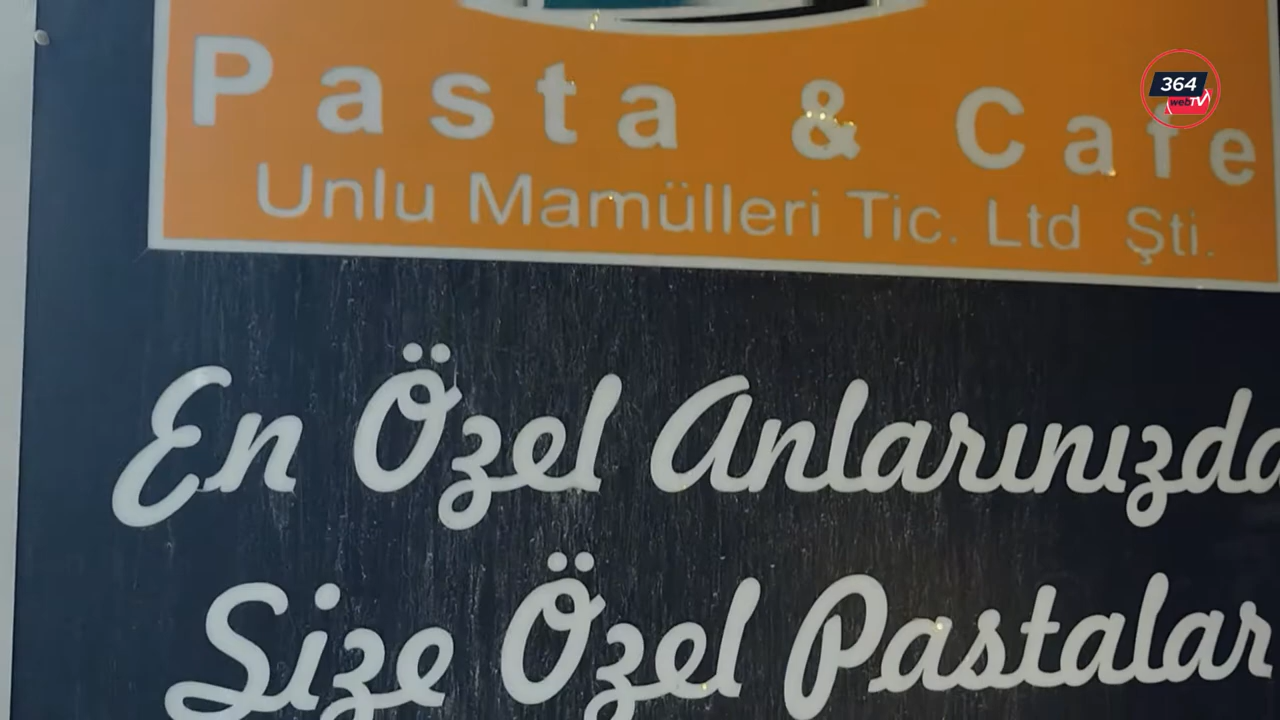 Pasta & Cafe
Unlu Mamülleri Tic. Ltd Şti.
En Özel Anlarınızda
Size Özel Pastalar
364
webTV